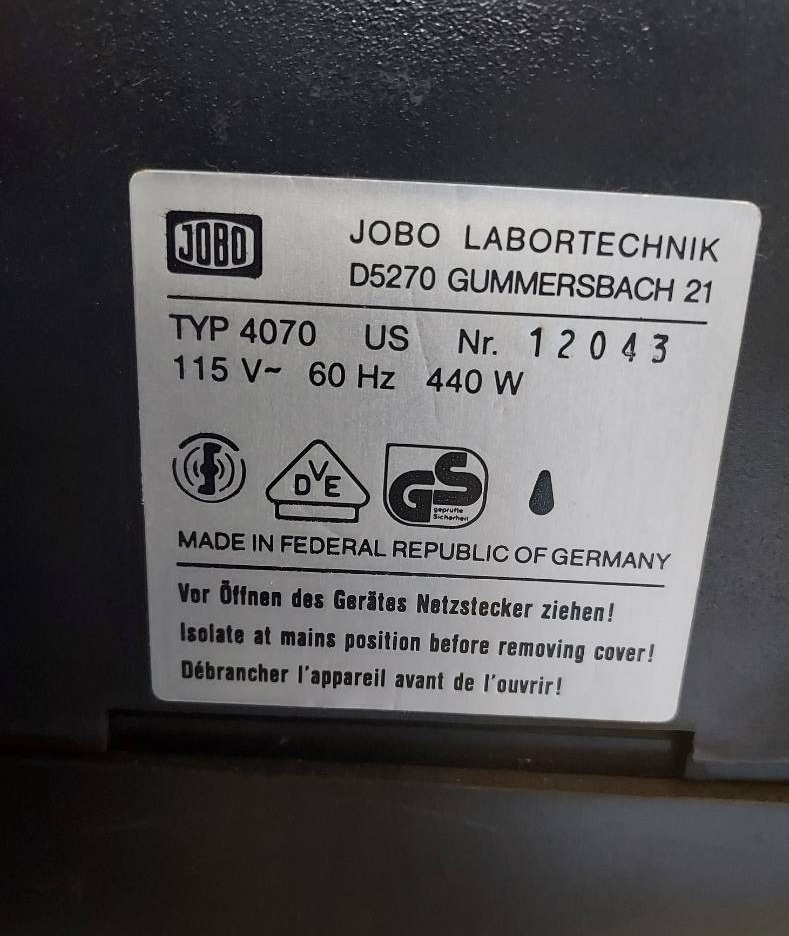 JOBO
JOBO LABORTECHNIK
D5270 GUMMERSBACH 21
TYP 4070 US Nr. 12043
115 V~ 60 Hz 440 W
DVE
GS
geprüfte
Sicherheit
MADE IN FEDERAL REPUBLIC OF GERMANY
Vor Öffnen des Gerätes Netzstecker ziehen!
Isolate at mains position before removing cover!
Débrancher l'appareil avant de l'ouvrir!